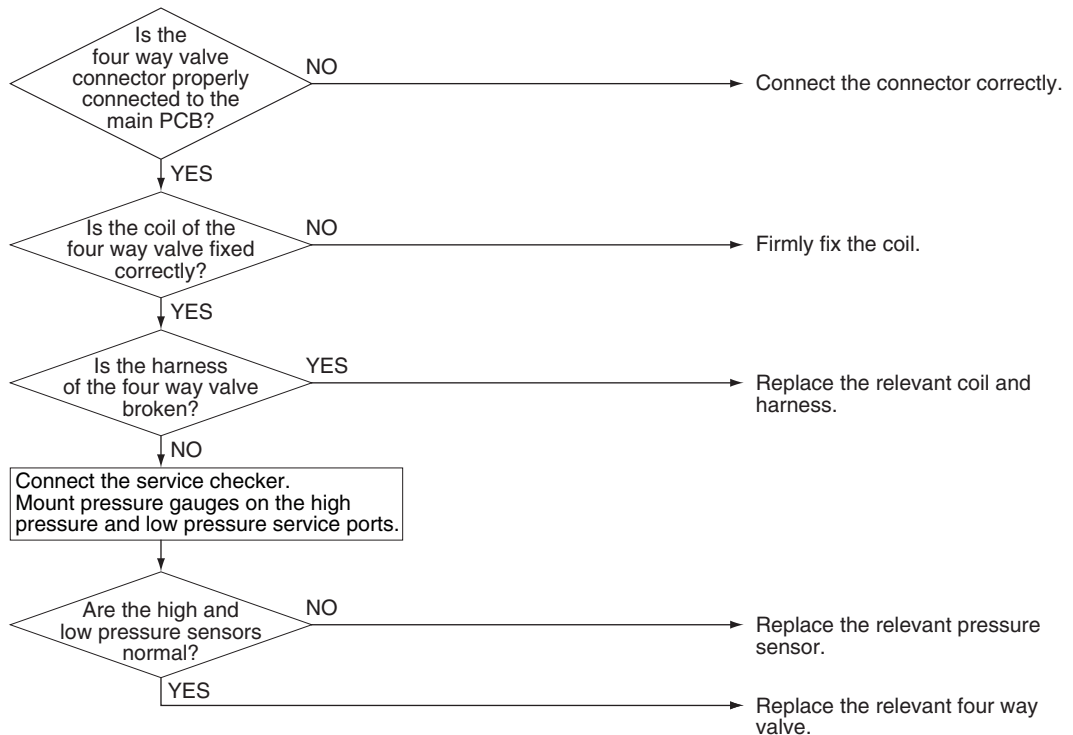 Is the
four way valve
connector properly
connected to the
main PCB?
NO
Connect the connector correctly.
YES
Is the coil of the
four way valve fixed
correctly?
NO
Firmly fix the coil.
YES
Is the harness
of the four way valve
broken?
YES
Replace the relevant coil and
harness.
NO
Connect the service checker.
Mount pressure gauges on the high
pressure and low pressure service ports.
Are the high and
low pressure sensors
normal?
NO
Replace the relevant pressure
sensor.
YES
Replace the relevant four way
valve.